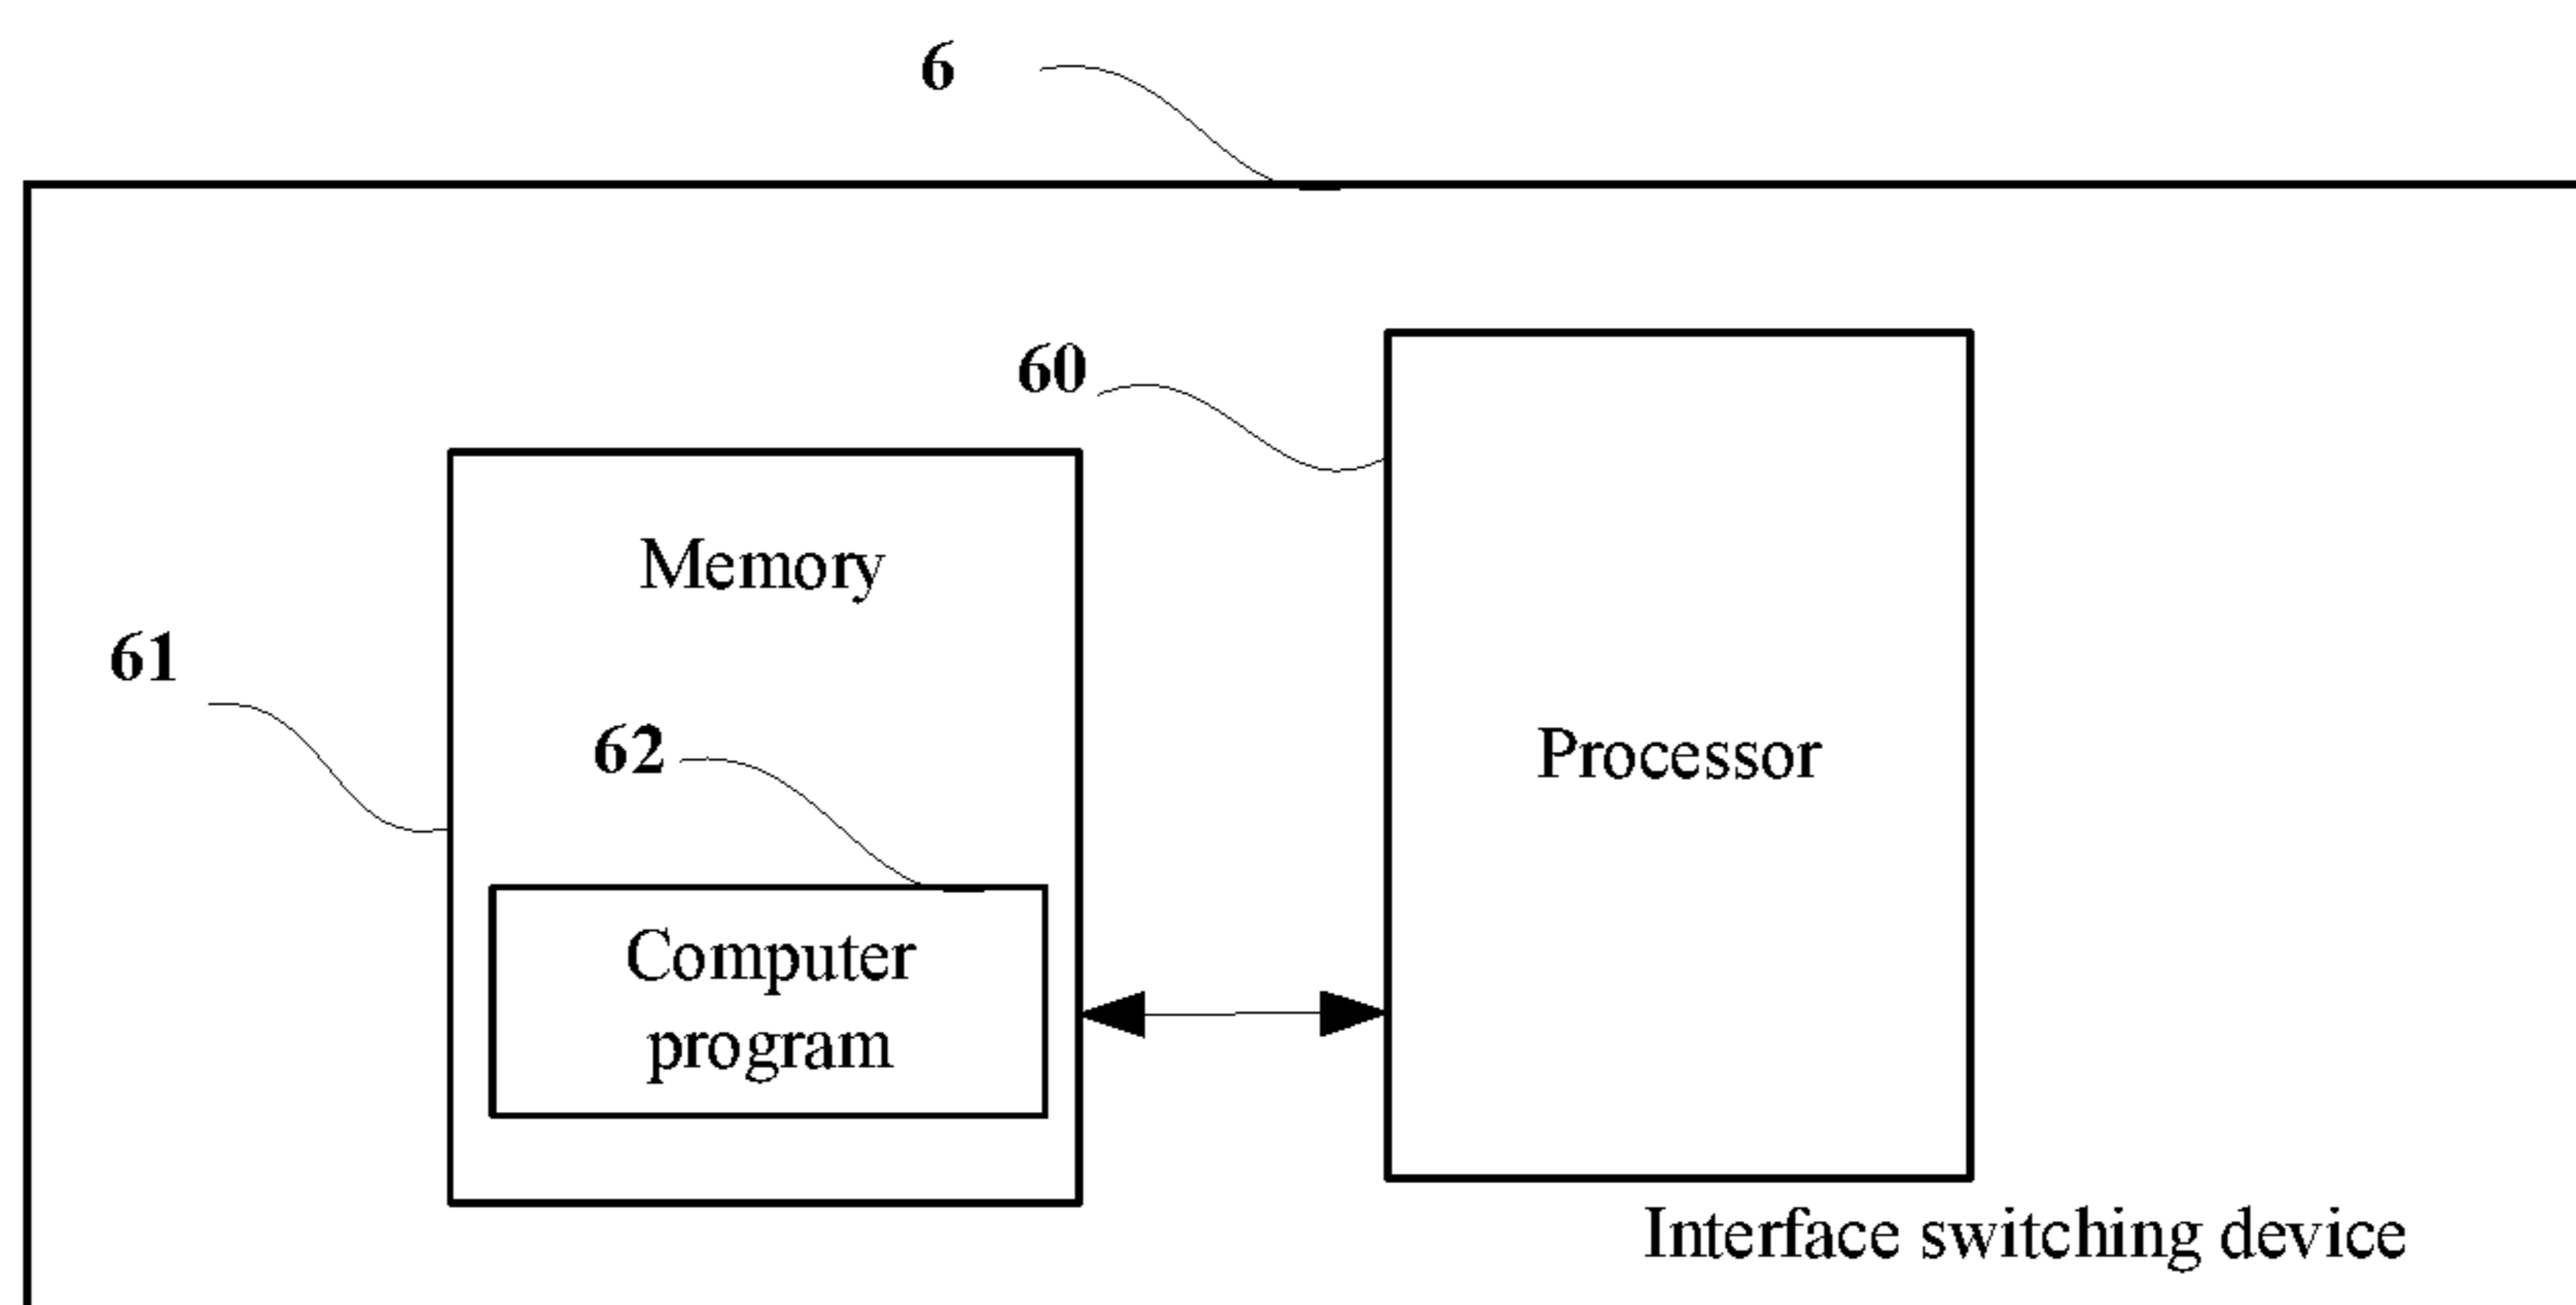 6
60
Memory
61
62
Processor
Computer
program
Interface switching device